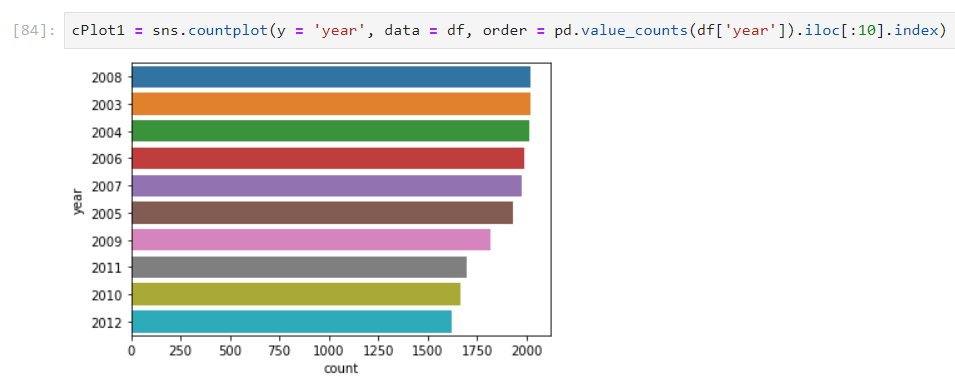 [84]: cPlot1 = sns.countplot(y = 'year', data = df, order = pd.value_counts(df['year']).iloc[:10].index)
2008
2003
2004
2006
2007
2005
2009
2011
2010
2012
year
0 250 500 750 1000 1250 1500 1750 2000
count